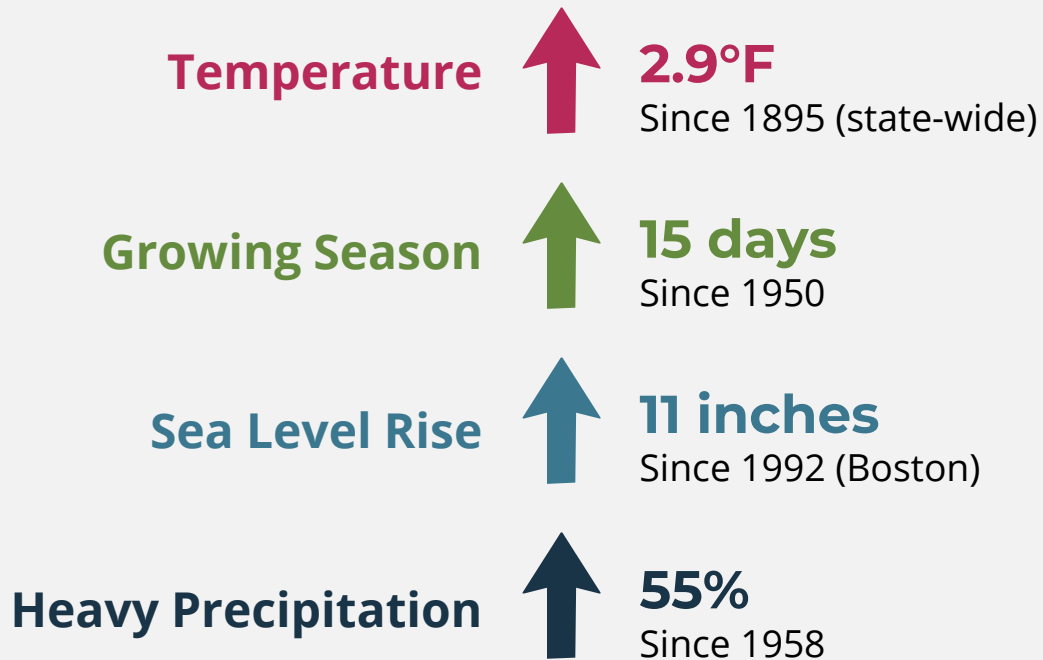 Temperature
2.9°F
Since 1895 (state-wide)
Growing Season
15 days
Since 1950
Sea Level Rise
11 inches
Since 1992 (Boston)
Heavy Precipitation
55%
Since 1958